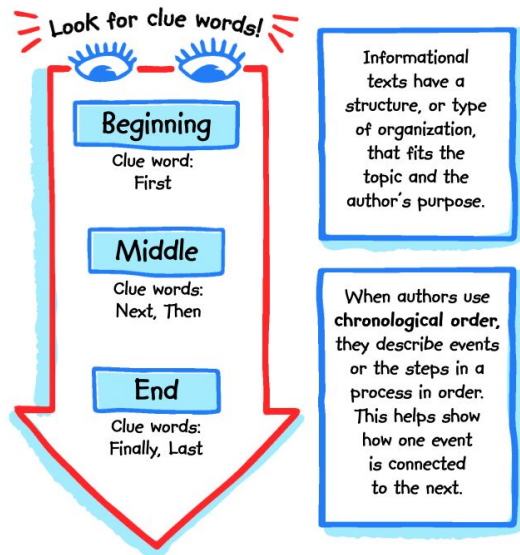 Look for clue words!
Beginning
Clue word:
First
Middle
Clue words:
Next, Then
End
Clue words:
Finally, Last
Informational
texts have a
structure, or type
of organization,
that fits the
topic and the
author's purpose.
When authors use
chronological order,
they describe events
or the steps in a
process in order.
This helps show
how one event
is connected
to the next.